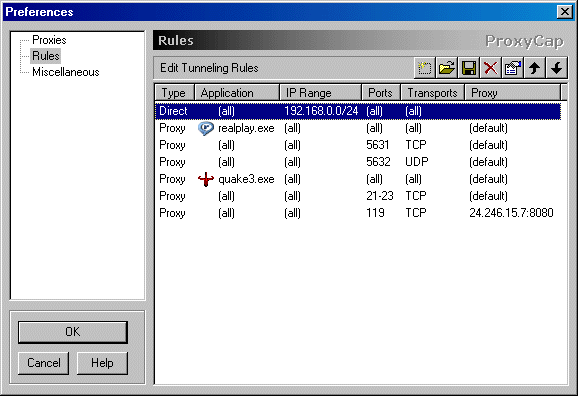 Preferences
Proxies
Rules
Miscellaneous
OK
Cancel Help
Rules ProxyCap
Edit Tunneling Rules
Type Application IP Range Ports Transports Proxy
Direct (all) 192.168.0.0/24 (all) (all)
Proxy realplay.exe (all) (all) (all) (default)
Proxy (all) (all) 5631 TCP (default)
Proxy (all) (all) 5632 UDP (default)
Proxy quake3.exe (all) (all) (all) (default)
Proxy (all) (all) 21-23 TCP (default)
Proxy (all) (all) 119 TCP 24.246.15.7:8080